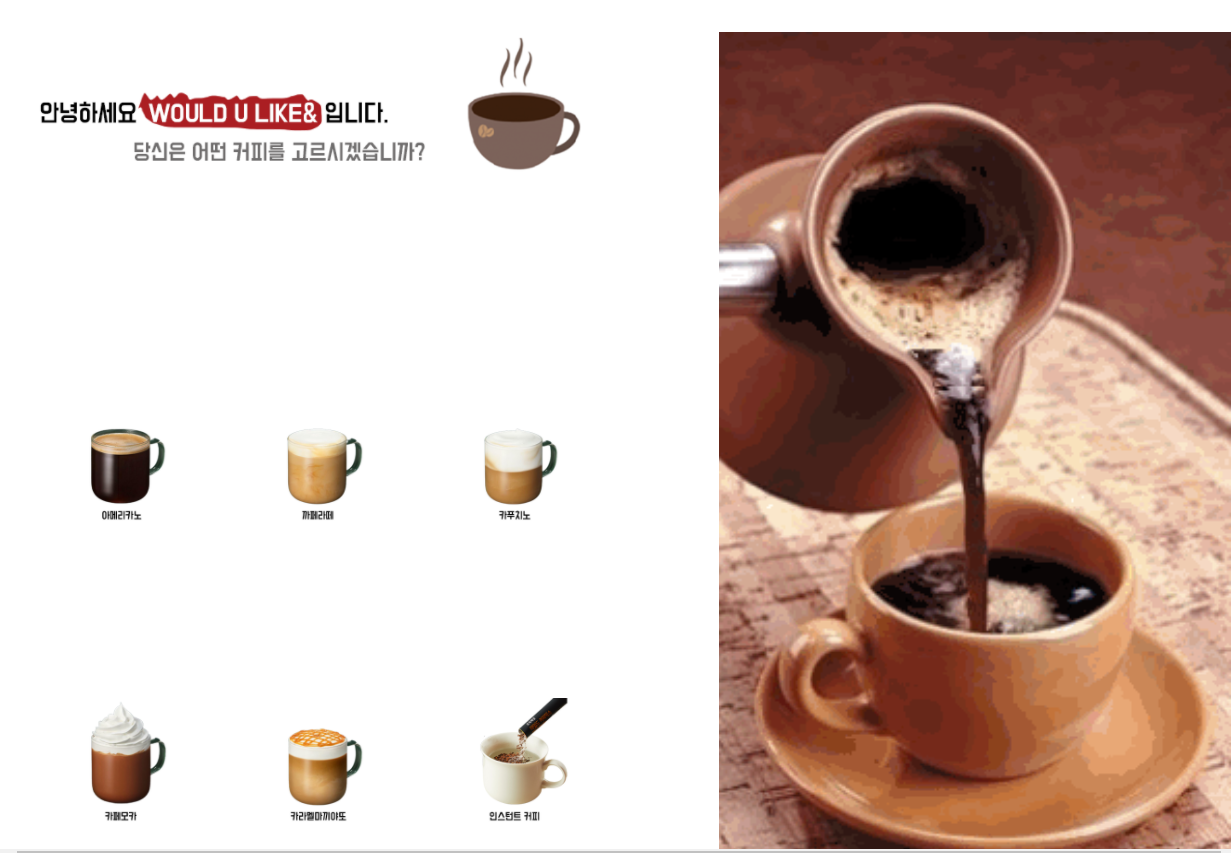 안녕하세요 WOULD U LIKE& 입니다.
당신은 어떤 커피를 고르시겠습니까?
아메리카노
까페라떼
카푸치노
카페모카
카라멜마끼야또
인스턴트 커피